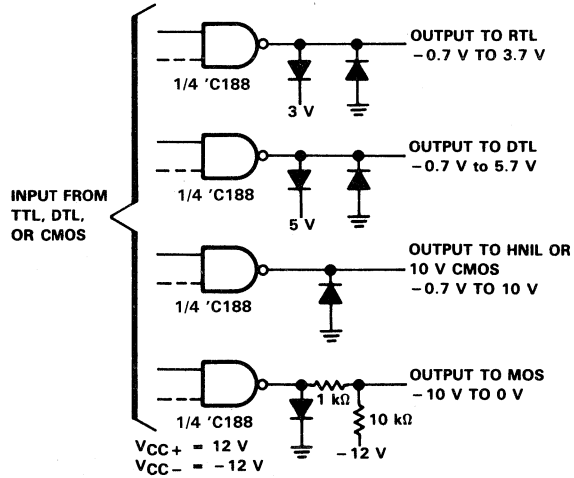 OUTPUT TO RTL
−0.7 V TO 3.7 V
1/4 'C188
3 V
OUTPUT TO DTL
−0.7 V to 5.7 V
1/4 'C188
5 V
INPUT FROM
TTL, DTL,
OR CMOS
OUTPUT TO HNIL OR
10 V CMOS
−0.7 V TO 10 V
1/4 'C188
OUTPUT TO MOS
−10 V TO 0 V
1 kΩ
1/4 'C188
10 kΩ
−12 V
VCC+ = 12 V
VCC− = −12 V